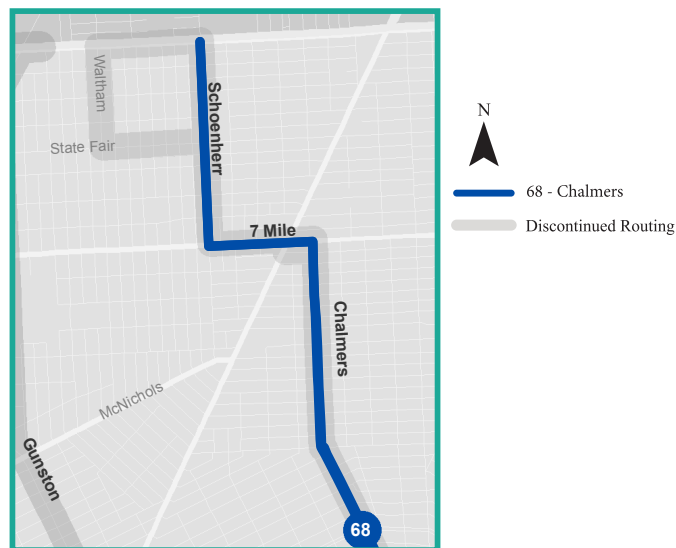 Waltham
Schoenherr
State Fair
7 Mile
Chalmers
McNichols
Gunston
68
N
68 - Chalmers
Discontinued Routing